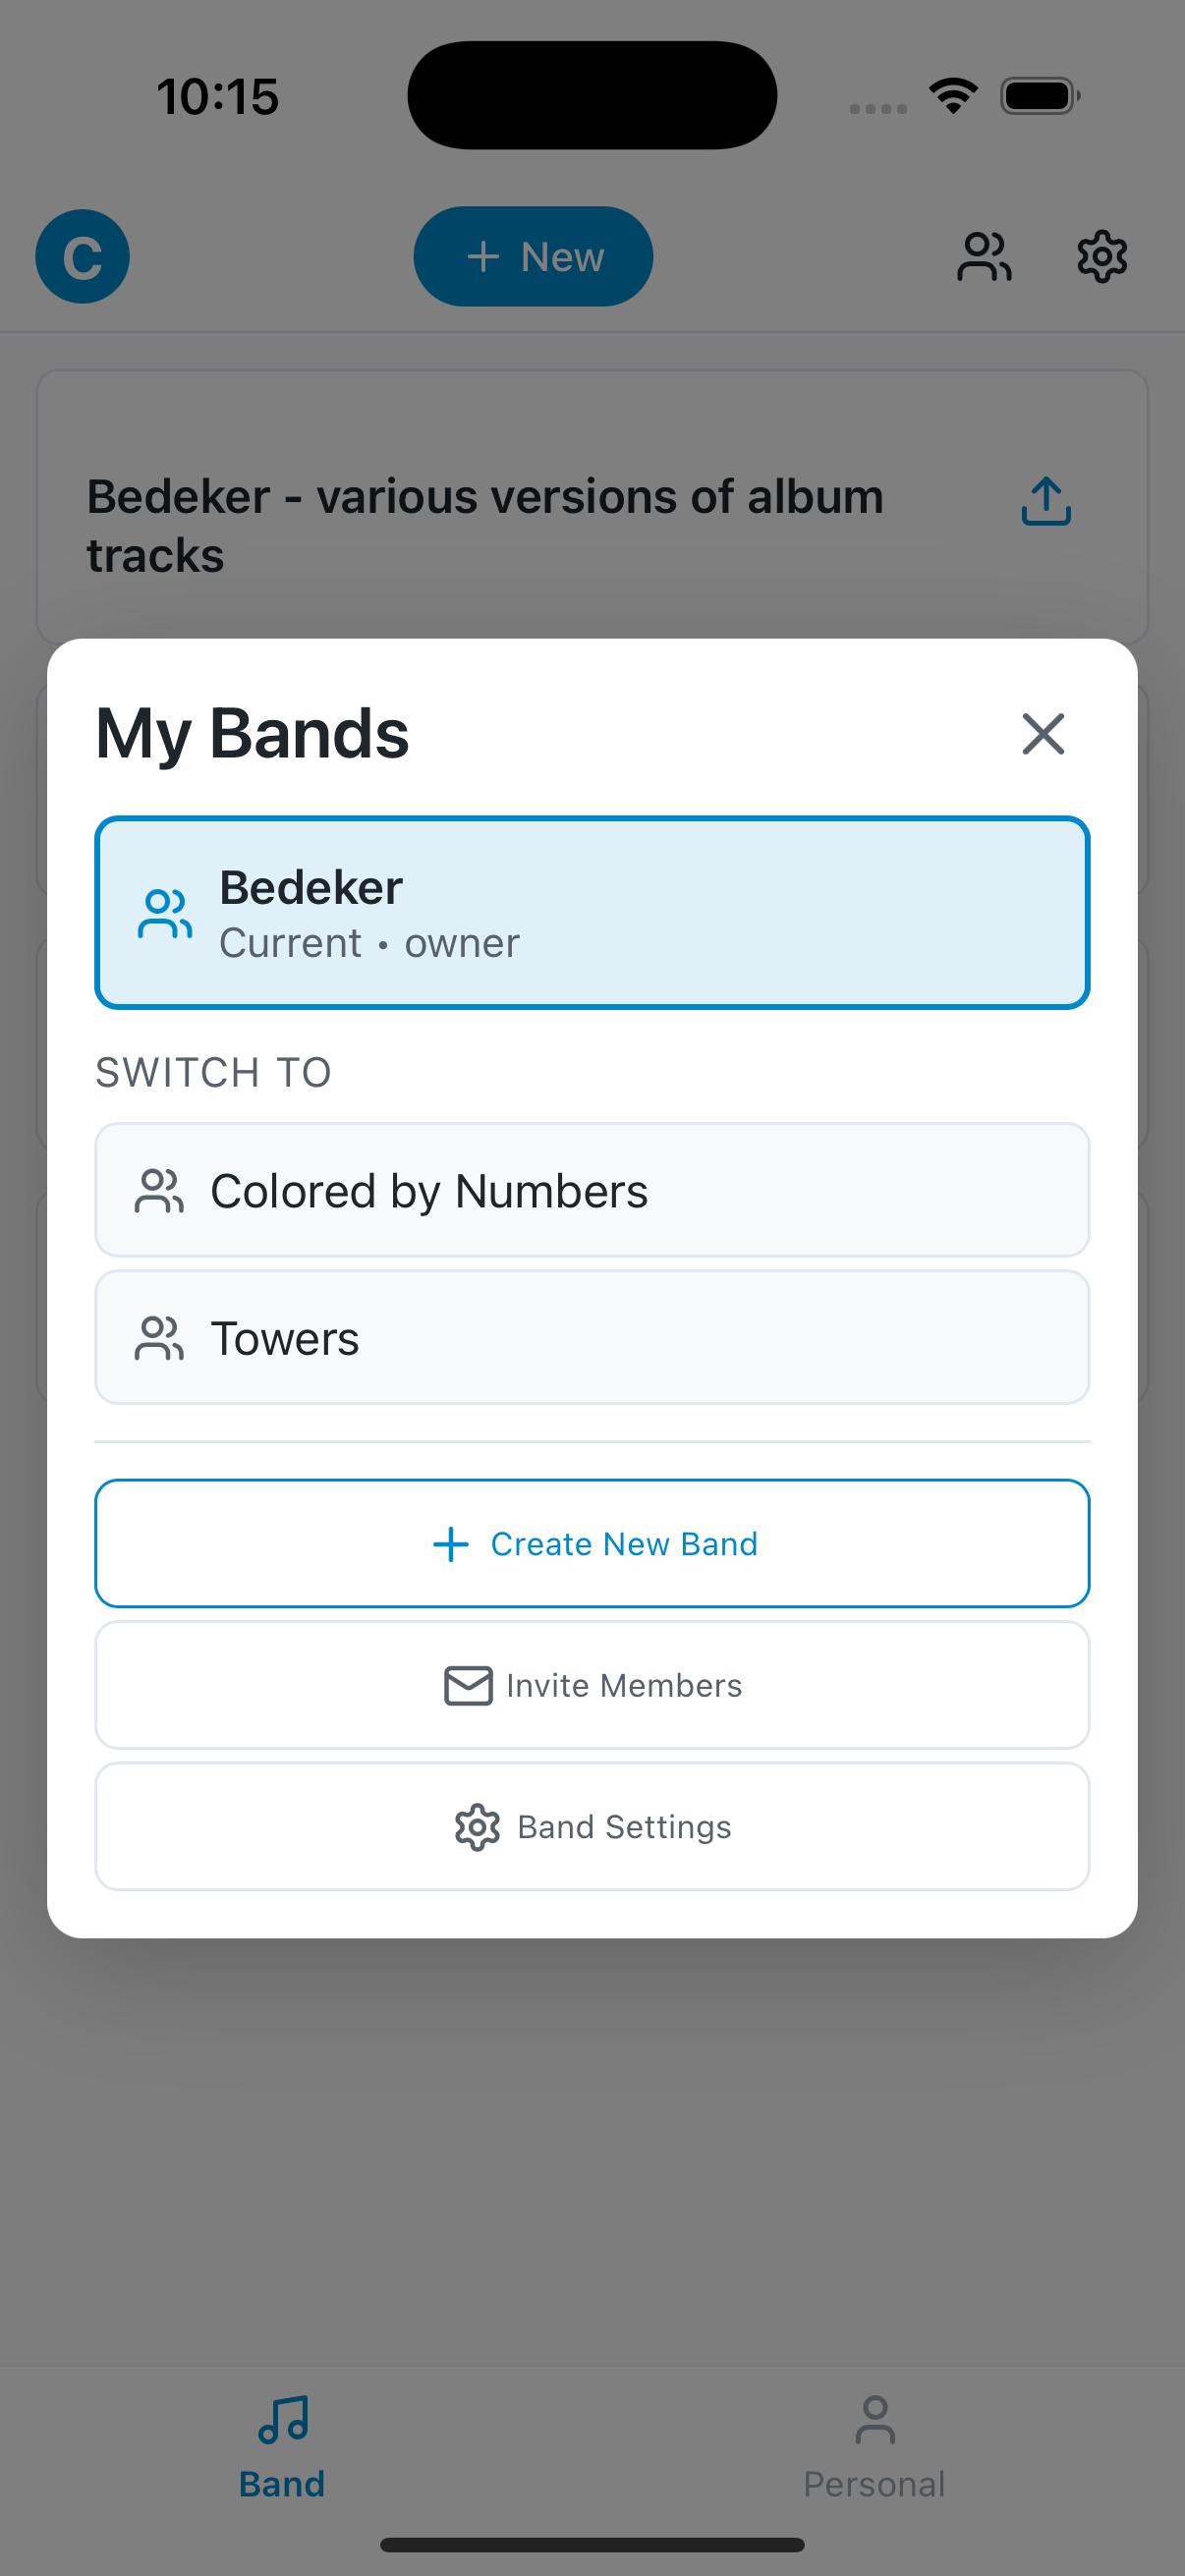 10:15
C
+ New
Bedeker - various versions of album
tracks
My Bands
Bedeker
Current • owner
SWITCH TO
Colored by Numbers
Towers
+ Create New Band
Invite Members
Band Settings
Band
Personal